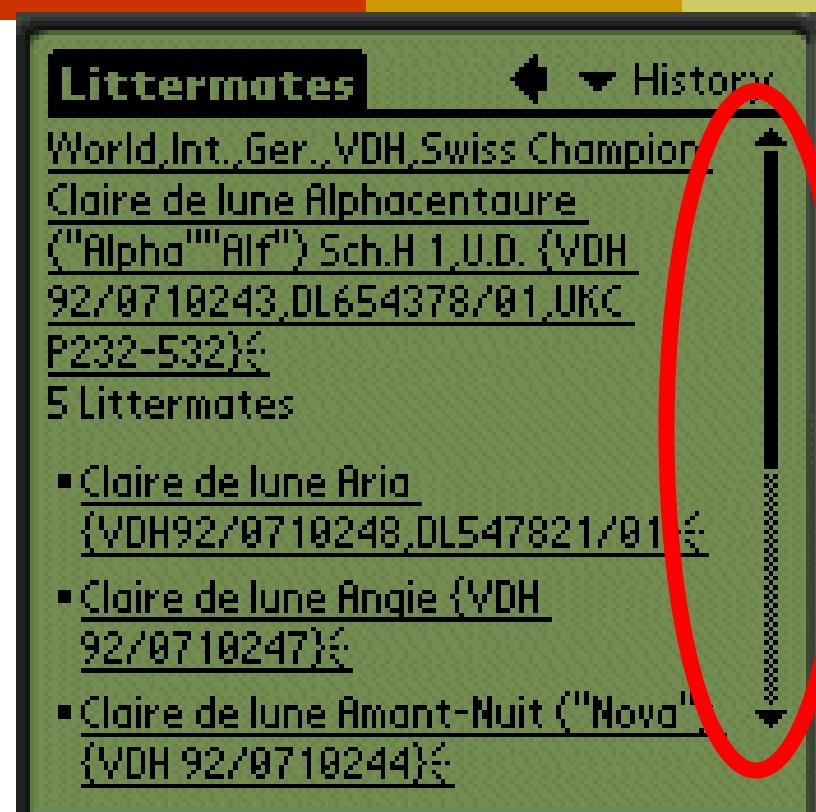 Littermates
History
World,Int.,Ger.,VDH,Swiss Champion
Claire de lune Alphacentaure
("Alpha""Alf") Sch.H 1,U.D. {VDH
92/0710243,DL654378/01,UKC
P232-532}
5 Littermates
Claire de lune Aria
{VDH92/0710248,DL547821/01}
Claire de lune Angie {VDH
92/0710247}
Claire de lune Amant-Nuit ("Nova")
{VDH 92/0710244}